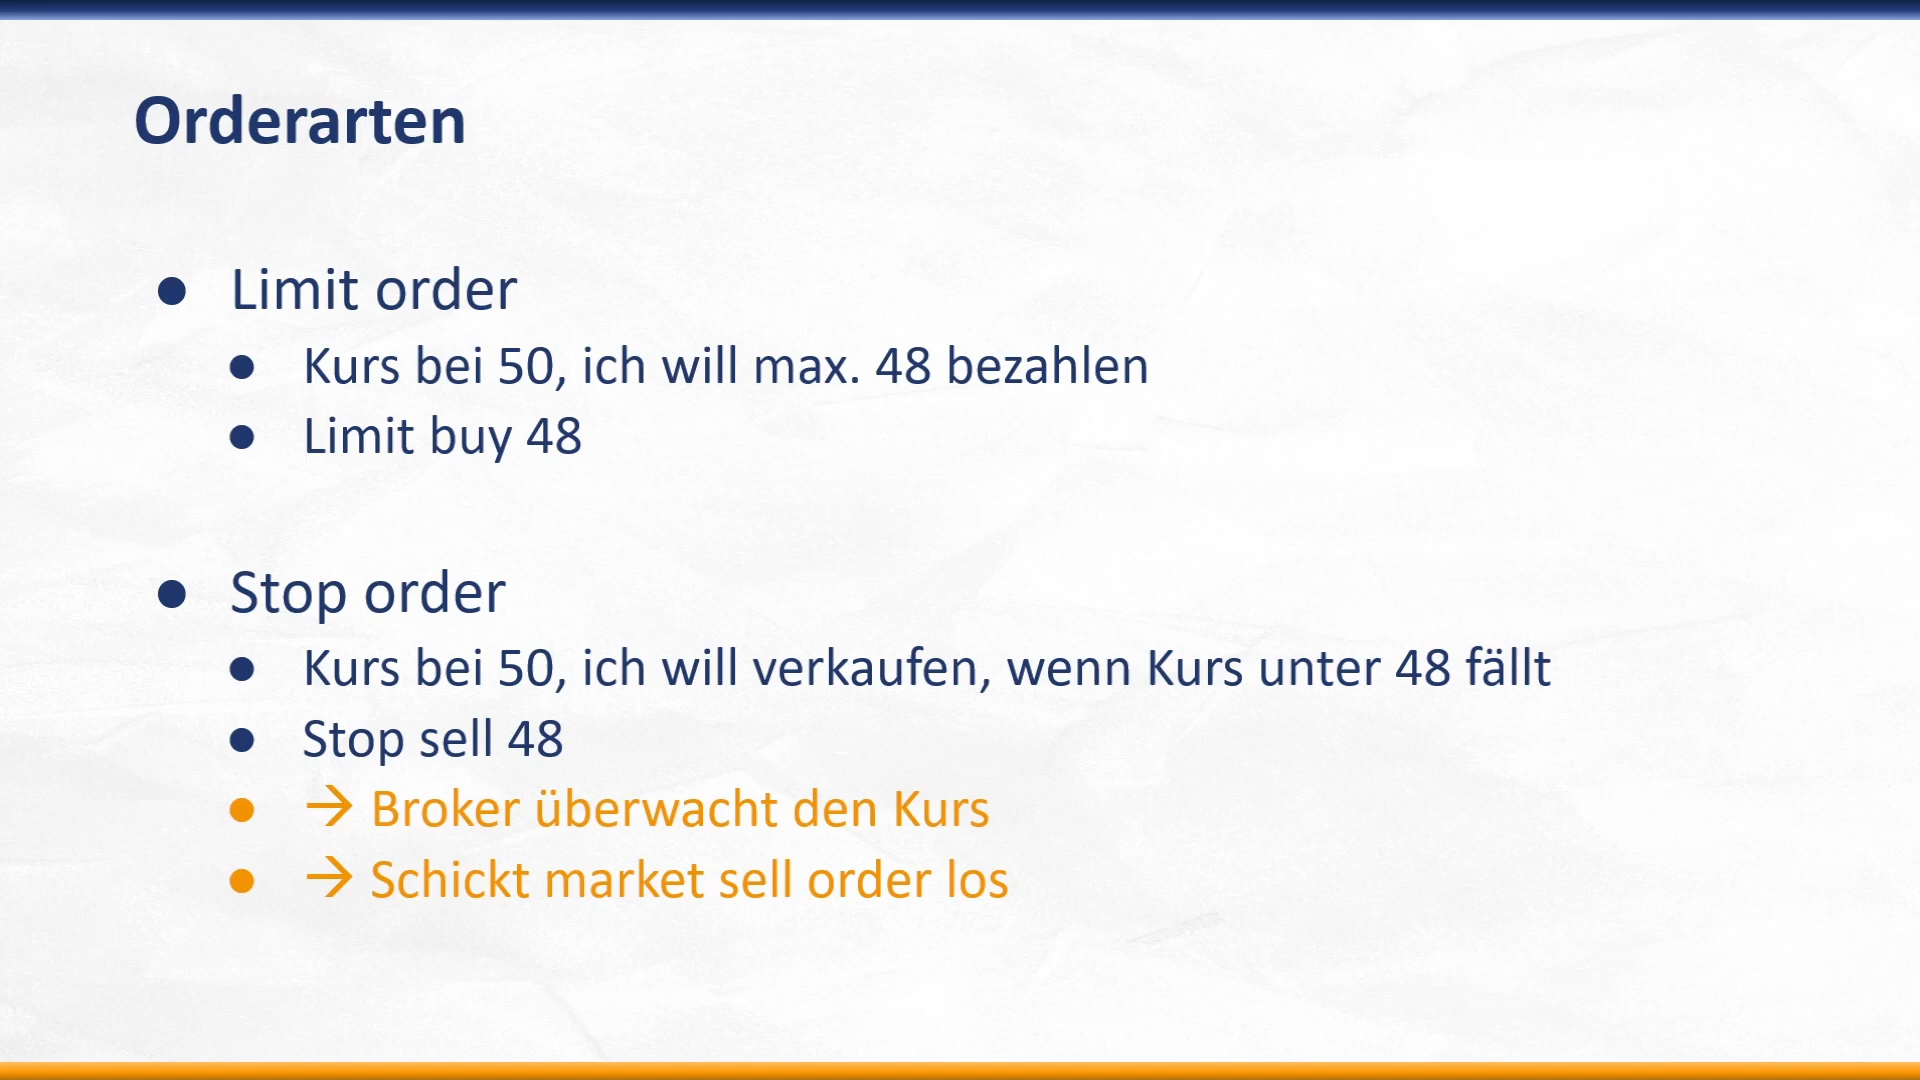 Orderarten
● Limit order
● Kurs bei 50, ich will max. 48 bezahlen
● Limit buy 48
● Stop order
● Kurs bei 50, ich will verkaufen, wenn Kurs unter 48 fällt
● Stop sell 48
● → Broker überwacht den Kurs
● → Schickt market sell order los